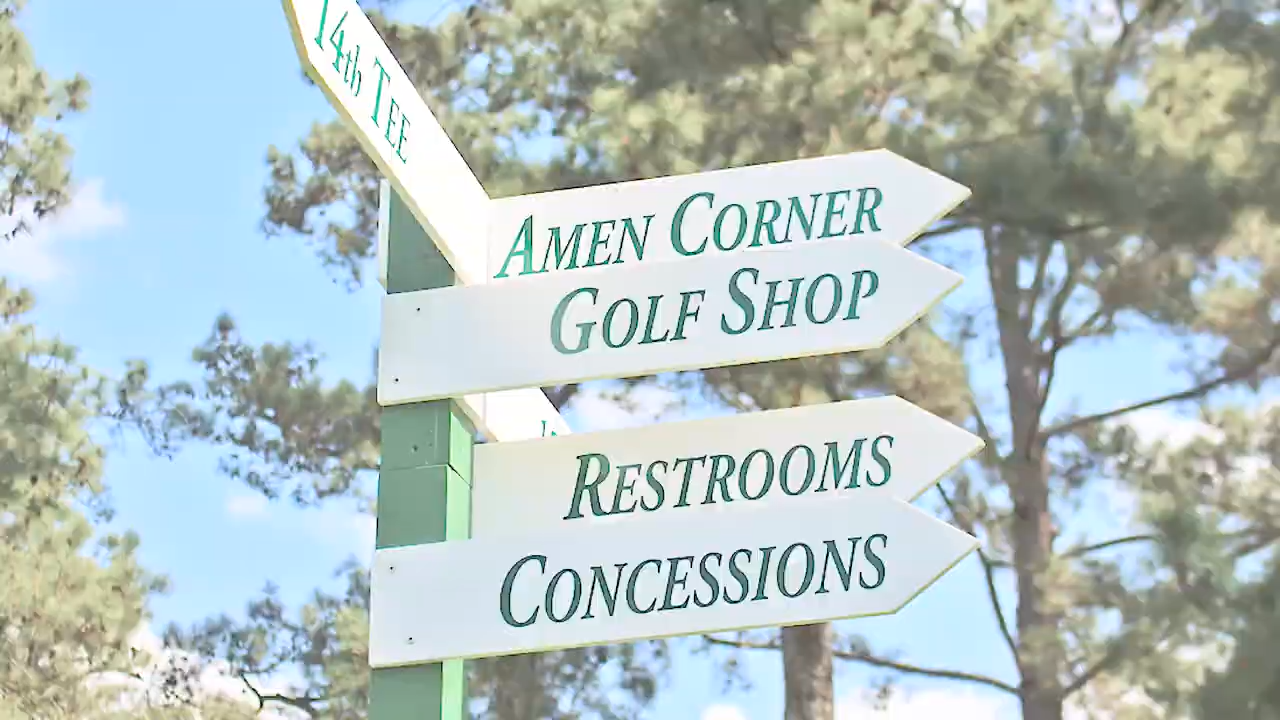 14th TEE
AMEN CORNER
GOLF SHOP
RESTROOMS
CONCESSIONS